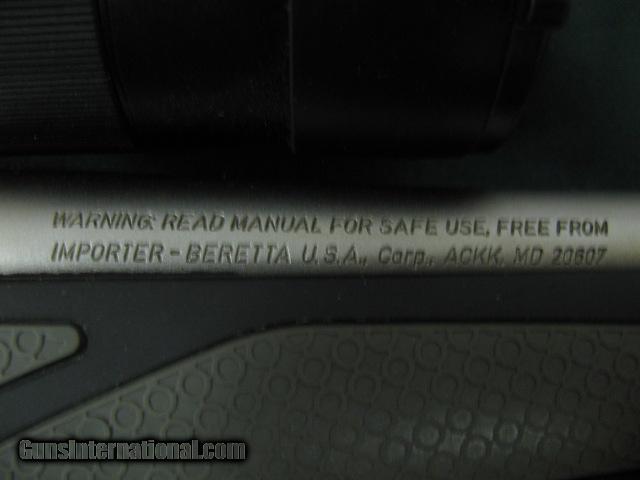 WARNING: READ MANUAL FOR SAFE USE, FREE FROM
IMPORTER - BERETTA U.S.A., Corp., ACKK, MD 20607
GunsInternational.com